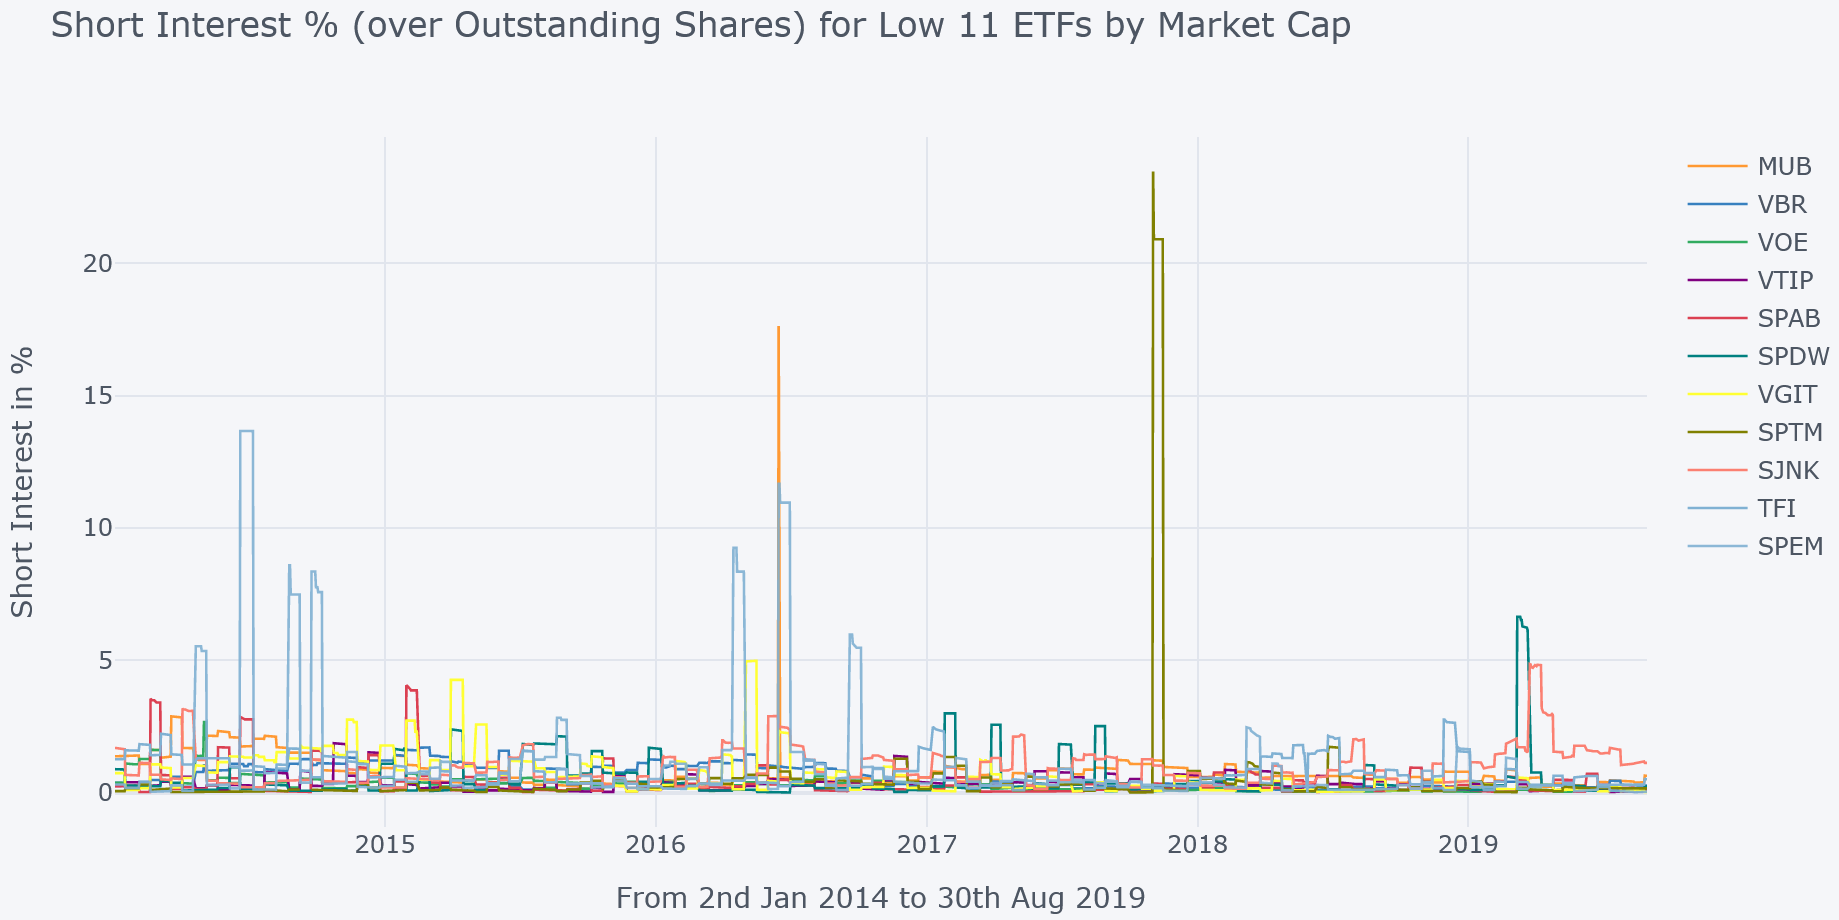 Short Interest % (over Outstanding Shares) for Low 11 ETFs by Market Cap
Short Interest in %
20
15
10
5
0
2015
2016
2017
2018
2019
From 2nd Jan 2014 to 30th Aug 2019
MUB
VBR
VOE
VTIP
SPAB
SPDW
VGIT
SPTM
SJNK
TFI
SPEM